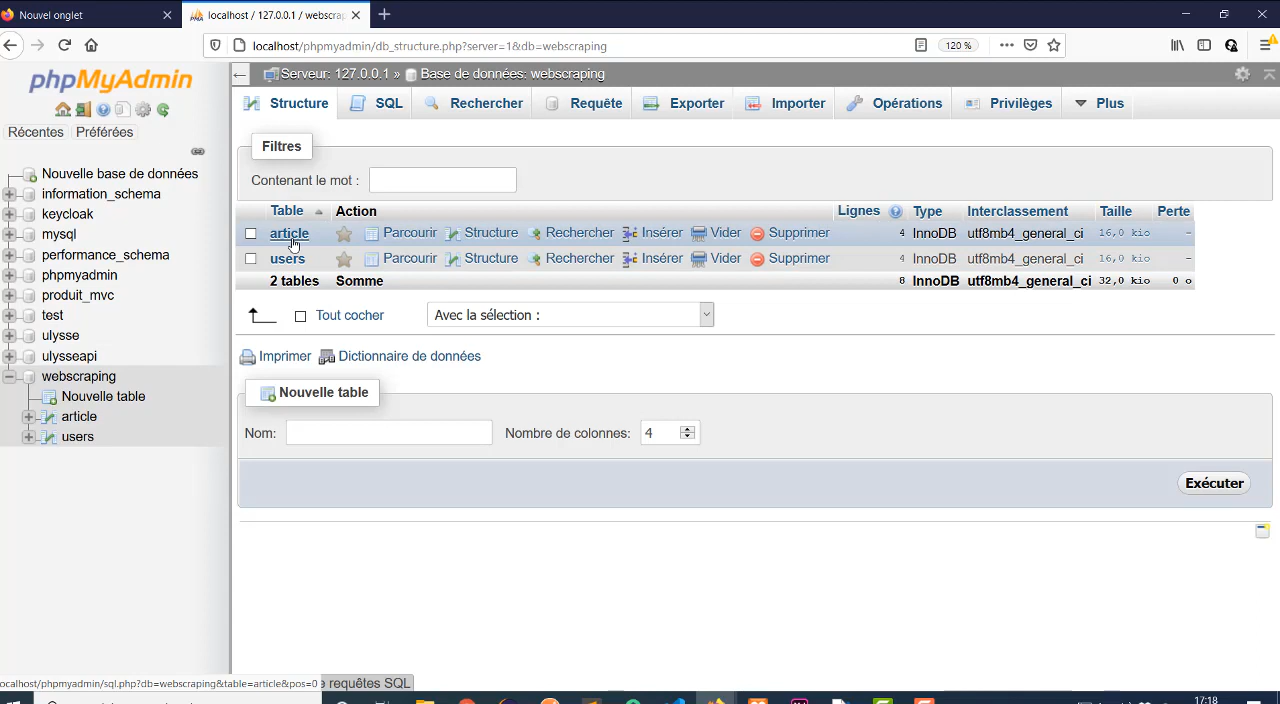 Nouvel onglet
localhost / 127.0.0.1 / webscrap
localhost/phpmyadmin/db_structure.php?server=1&db=webscraping
120 %
phpMyAdmin
Récentes Préférées
Nouvelle base de données
information_schema
keycloak
mysql
performance_schema
phpmyadmin
produit_mvc
test
ulysse
ulysseapi
webscraping
Nouvelle table
article
users
Serveur: 127.0.0.1 » Base de données: webscraping
Structure SQL Rechercher Requête Exporter Importer Opérations Privilèges Plus
Filtres
Contenant le mot :
Table Action Lignes Type Interclassement Taille Perte
article Parcourir Structure Rechercher Insérer Vider Supprimer 4 InnoDB utf8mb4_general_ci 16,0 kio -
users Parcourir Structure Rechercher Insérer Vider Supprimer 4 InnoDB utf8mb4_general_ci 16,0 kio -
2 tables Somme 8 InnoDB utf8mb4_general_ci 32,0 kio 0 o
Tout cocher Avec la sélection :
Imprimer Dictionnaire de données
Nouvelle table
Nom: Nombre de colonnes: 4
Exécuter
localhost/phpmyadmin/sql.php?db=webscraping&table=article&pos=0
e requêtes SQL
17:18